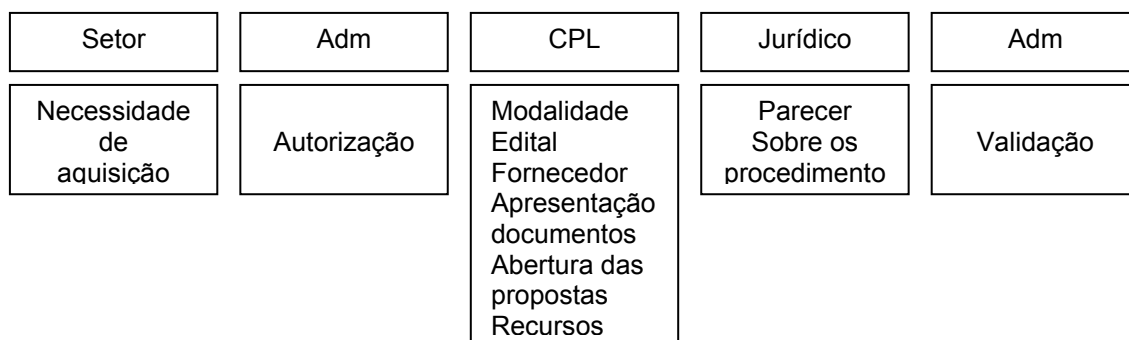 Setor
Adm
CPL
Jurídico
Adm
Necessidade
de
aquisição
Autorização
Modalidade
Edital
Fornecedor
Apresentação
documentos
Abertura das
propostas
Recursos
Parecer
Sobre os
procedimento
Validação